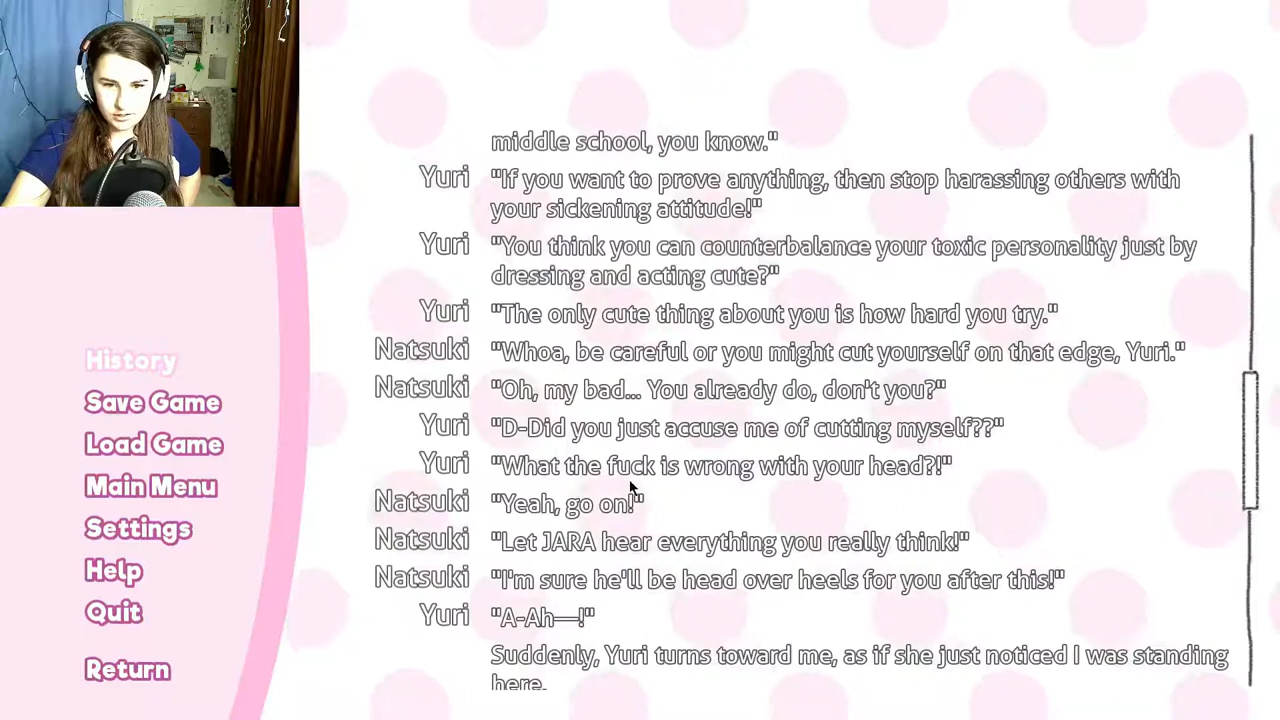 middle school, you know."
Yuri "If you want to prove anything, then stop harassing others with
your sickening attitude!"
Yuri "You think you can counterbalance your toxic personality just by
dressing and acting cute?"
Yuri "The only cute thing about you is how hard you try."
Natsuki "Whoa, be careful or you might cut yourself on that edge, Yuri."
Natsuki "Oh, my bad... You already do, don't you?"
Yuri "D-Did you just accuse me of cutting myself??"
Yuri "What the fuck is wrong with your head?!"
Natsuki "Yeah, go on!"
Natsuki "Let JARA hear everything you really think!"
Natsuki "I'm sure he'll be head over heels for you after this!"
Yuri "A-Ah—!"
Suddenly, Yuri turns toward me, as if she just noticed I was standing
here.
History
Save Game
Load Game
Main Menu
Settings
Help
Quit
Return